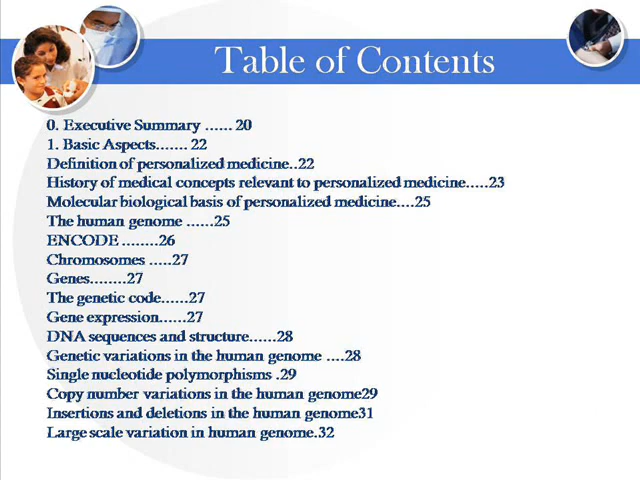 Table of Contents
0. Executive Summary ...... 20
1. Basic Aspects....... 22
Definition of personalized medicine..22
History of medical concepts relevant to personalized medicine.....23
Molecular biological basis of personalized medicine....25
The human genome ......25
ENCODE ........26
Chromosomes .....27
Genes........27
The genetic code......27
Gene expression......27
DNA sequences and structure......28
Genetic variations in the human genome ....28
Single nucleotide polymorphisms .29
Copy number variations in the human genome29
Insertions and deletions in the human genome31
Large scale variation in human genome.32